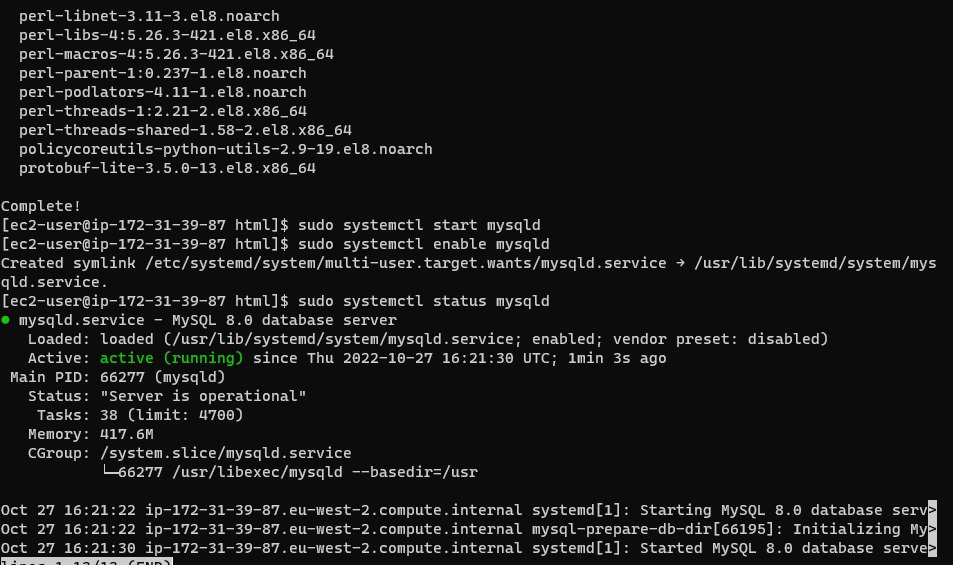 perl-libnet-3.11-3.el8.noarch
perl-libs-4:5.26.3-421.el8.x86_64
perl-macros-4:5.26.3-421.el8.x86_64
perl-parent-1:0.237-1.el8.noarch
perl-podlators-4.11-1.el8.noarch
perl-threads-1:2.21-2.el8.x86_64
perl-threads-shared-1.58-2.el8.x86_64
policycoreutils-python-utils-2.9-19.el8.noarch
protobuf-lite-3.5.0-13.el8.x86_64
Complete!
[ec2-user@ip-172-31-39-87 html]$ sudo systemctl start mysqld
[ec2-user@ip-172-31-39-87 html]$ sudo systemctl enable mysqld
Created symlink /etc/systemd/system/multi-user.target.wants/mysqld.service → /usr/lib/systemd/system/mys
qld.service.
[ec2-user@ip-172-31-39-87 html]$ sudo systemctl status mysqld
● mysqld.service - MySQL 8.0 database server
Loaded: loaded (/usr/lib/systemd/system/mysqld.service; enabled; vendor preset: disabled)
Active: active (running) since Thu 2022-10-27 16:21:30 UTC; 1min 3s ago
Main PID: 66277 (mysqld)
Status: "Server is operational"
Tasks: 38 (limit: 4700)
Memory: 417.6M
CGroup: /system.slice/mysqld.service
└─66277 /usr/libexec/mysqld --basedir=/usr
Oct 27 16:21:22 ip-172-31-39-87.eu-west-2.compute.internal systemd[1]: Starting MySQL 8.0 database serv>
Oct 27 16:21:22 ip-172-31-39-87.eu-west-2.compute.internal mysql-prepare-db-dir[66195]: Initializing My>
Oct 27 16:21:30 ip-172-31-39-87.eu-west-2.compute.internal systemd[1]: Started MySQL 8.0 database serve>
lines 1-13/13 (END)